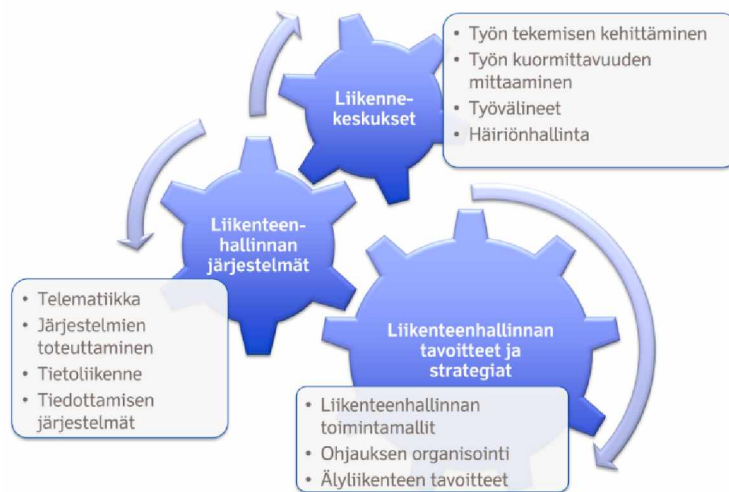 Liikenne-
keskukset
• Työn tekemisen kehittäminen
• Työn kuormittavuuden
mittaaminen
• Työvälineet
• Häiriönhallinta
Liikenteen-
hallinnan
järjestelmät
• Telematiikka
• Järjestelmien
toteuttaminen
• Tietoliikenne
• Tiedottamisen
järjestelmät
Liikenteenhallinnan
tavoitteet ja
strategiat
• Liikenteenhallinnan
toimintamallit
• Ohjauksen organisointi
• Älyliikenteen tavoitteet